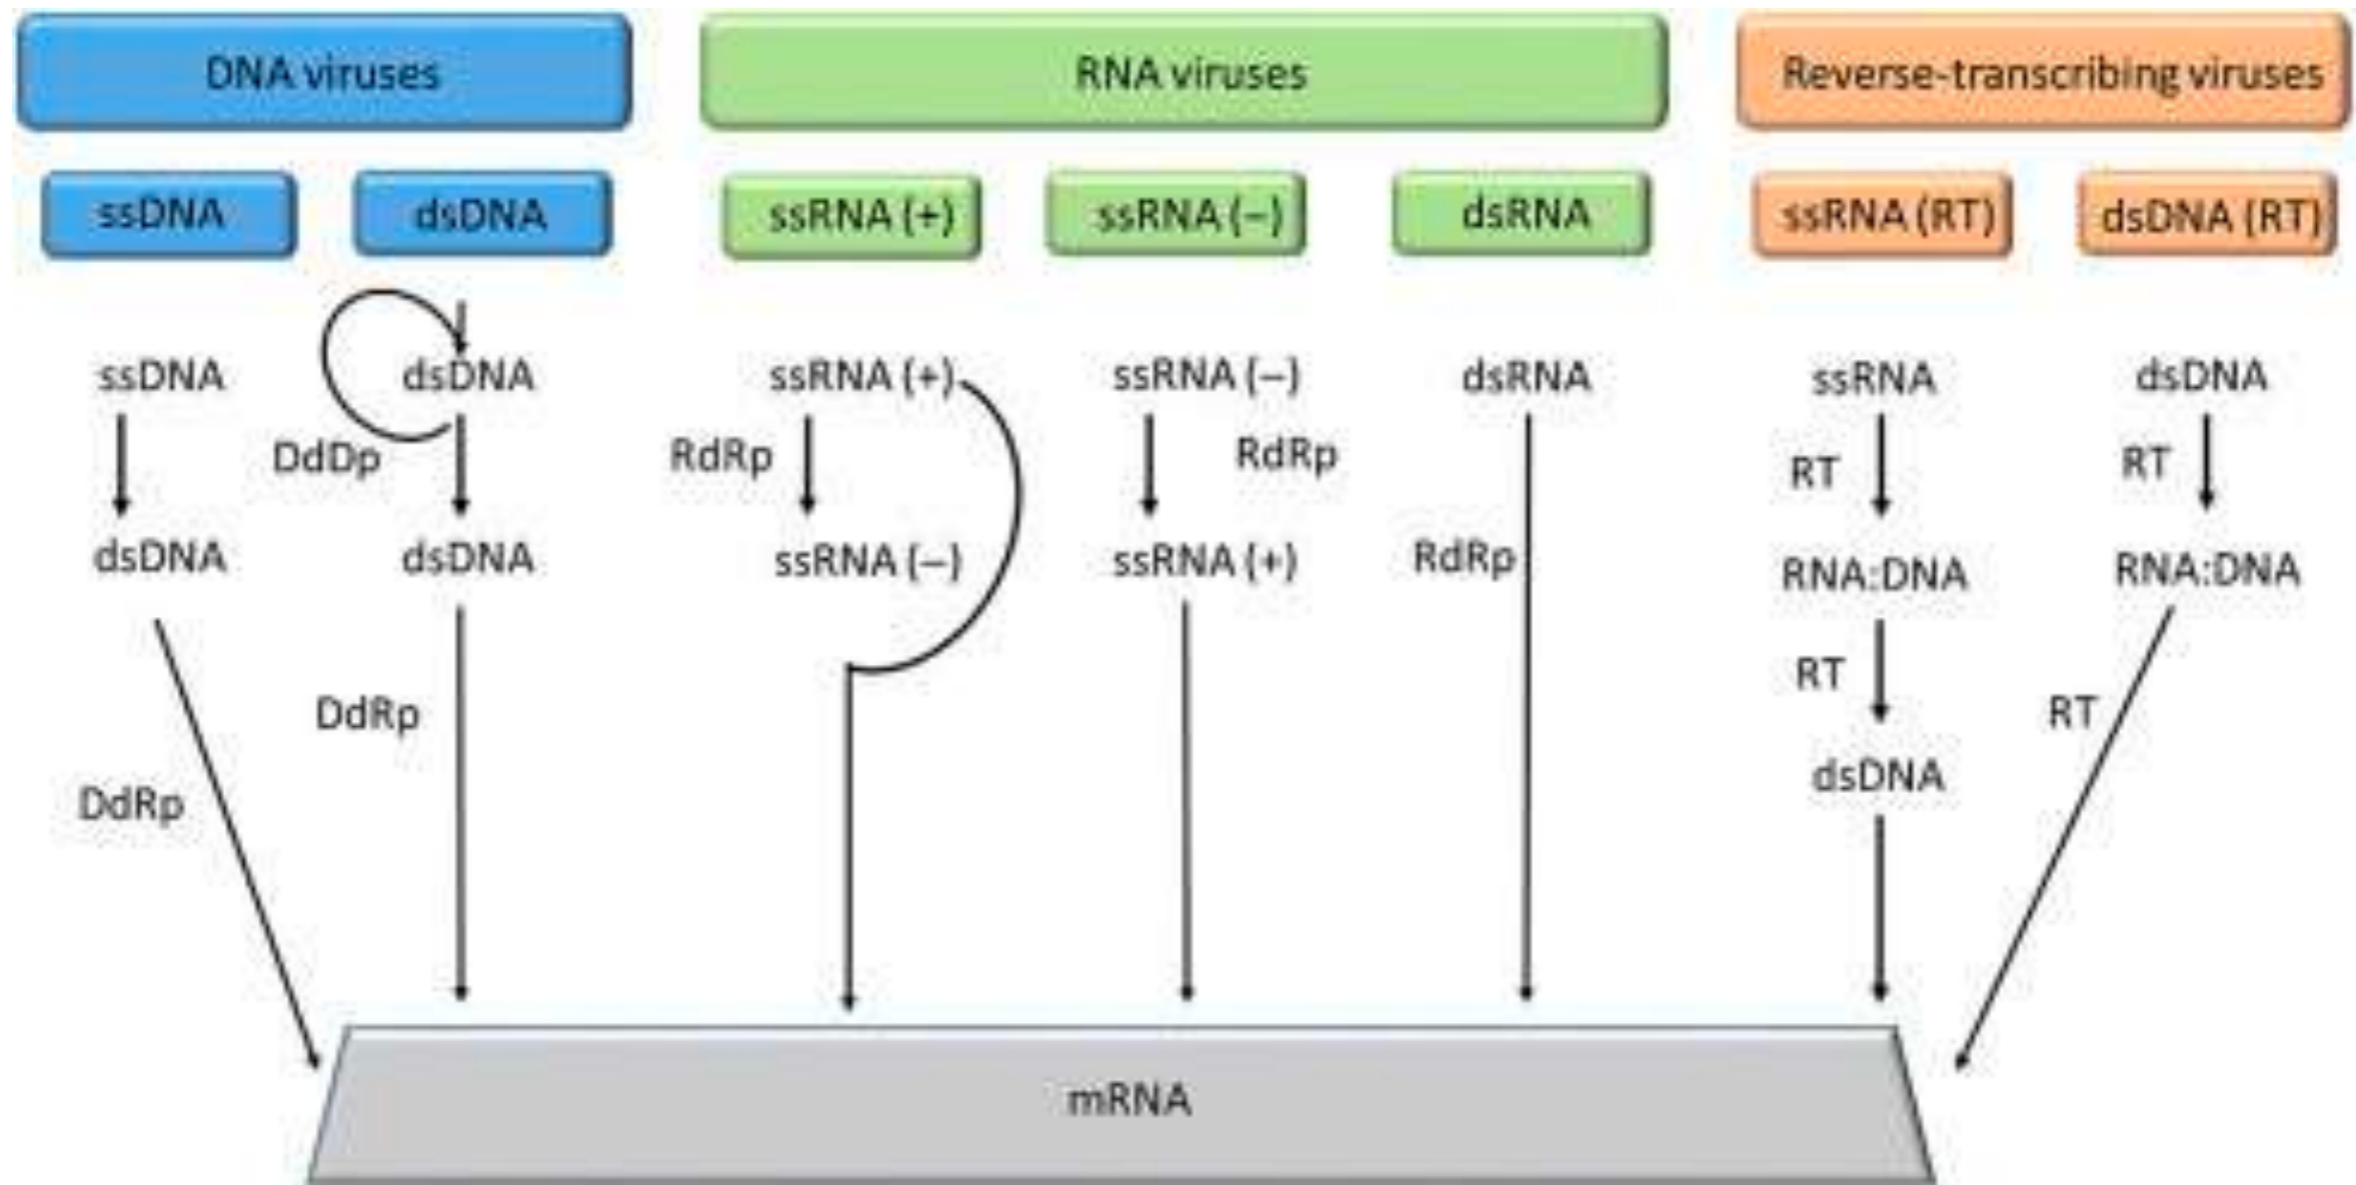 DNA viruses
RNA viruses
Reverse-transcribing viruses
ssDNA
dsDNA
ssRNA (+)
ssRNA (–)
dsRNA
ssRNA (RT)
dsDNA (RT)
ssDNA
dsDNA
ssRNA (+)
ssRNA (–)
dsRNA
ssRNA
dsDNA
DdDp
RdRp
RdRp
RT
RT
dsDNA
dsDNA
ssRNA (–)
ssRNA (+)
RdRp
RNA:DNA
RNA:DNA
DdRp
RT
RT
DdRp
dsDNA
mRNA